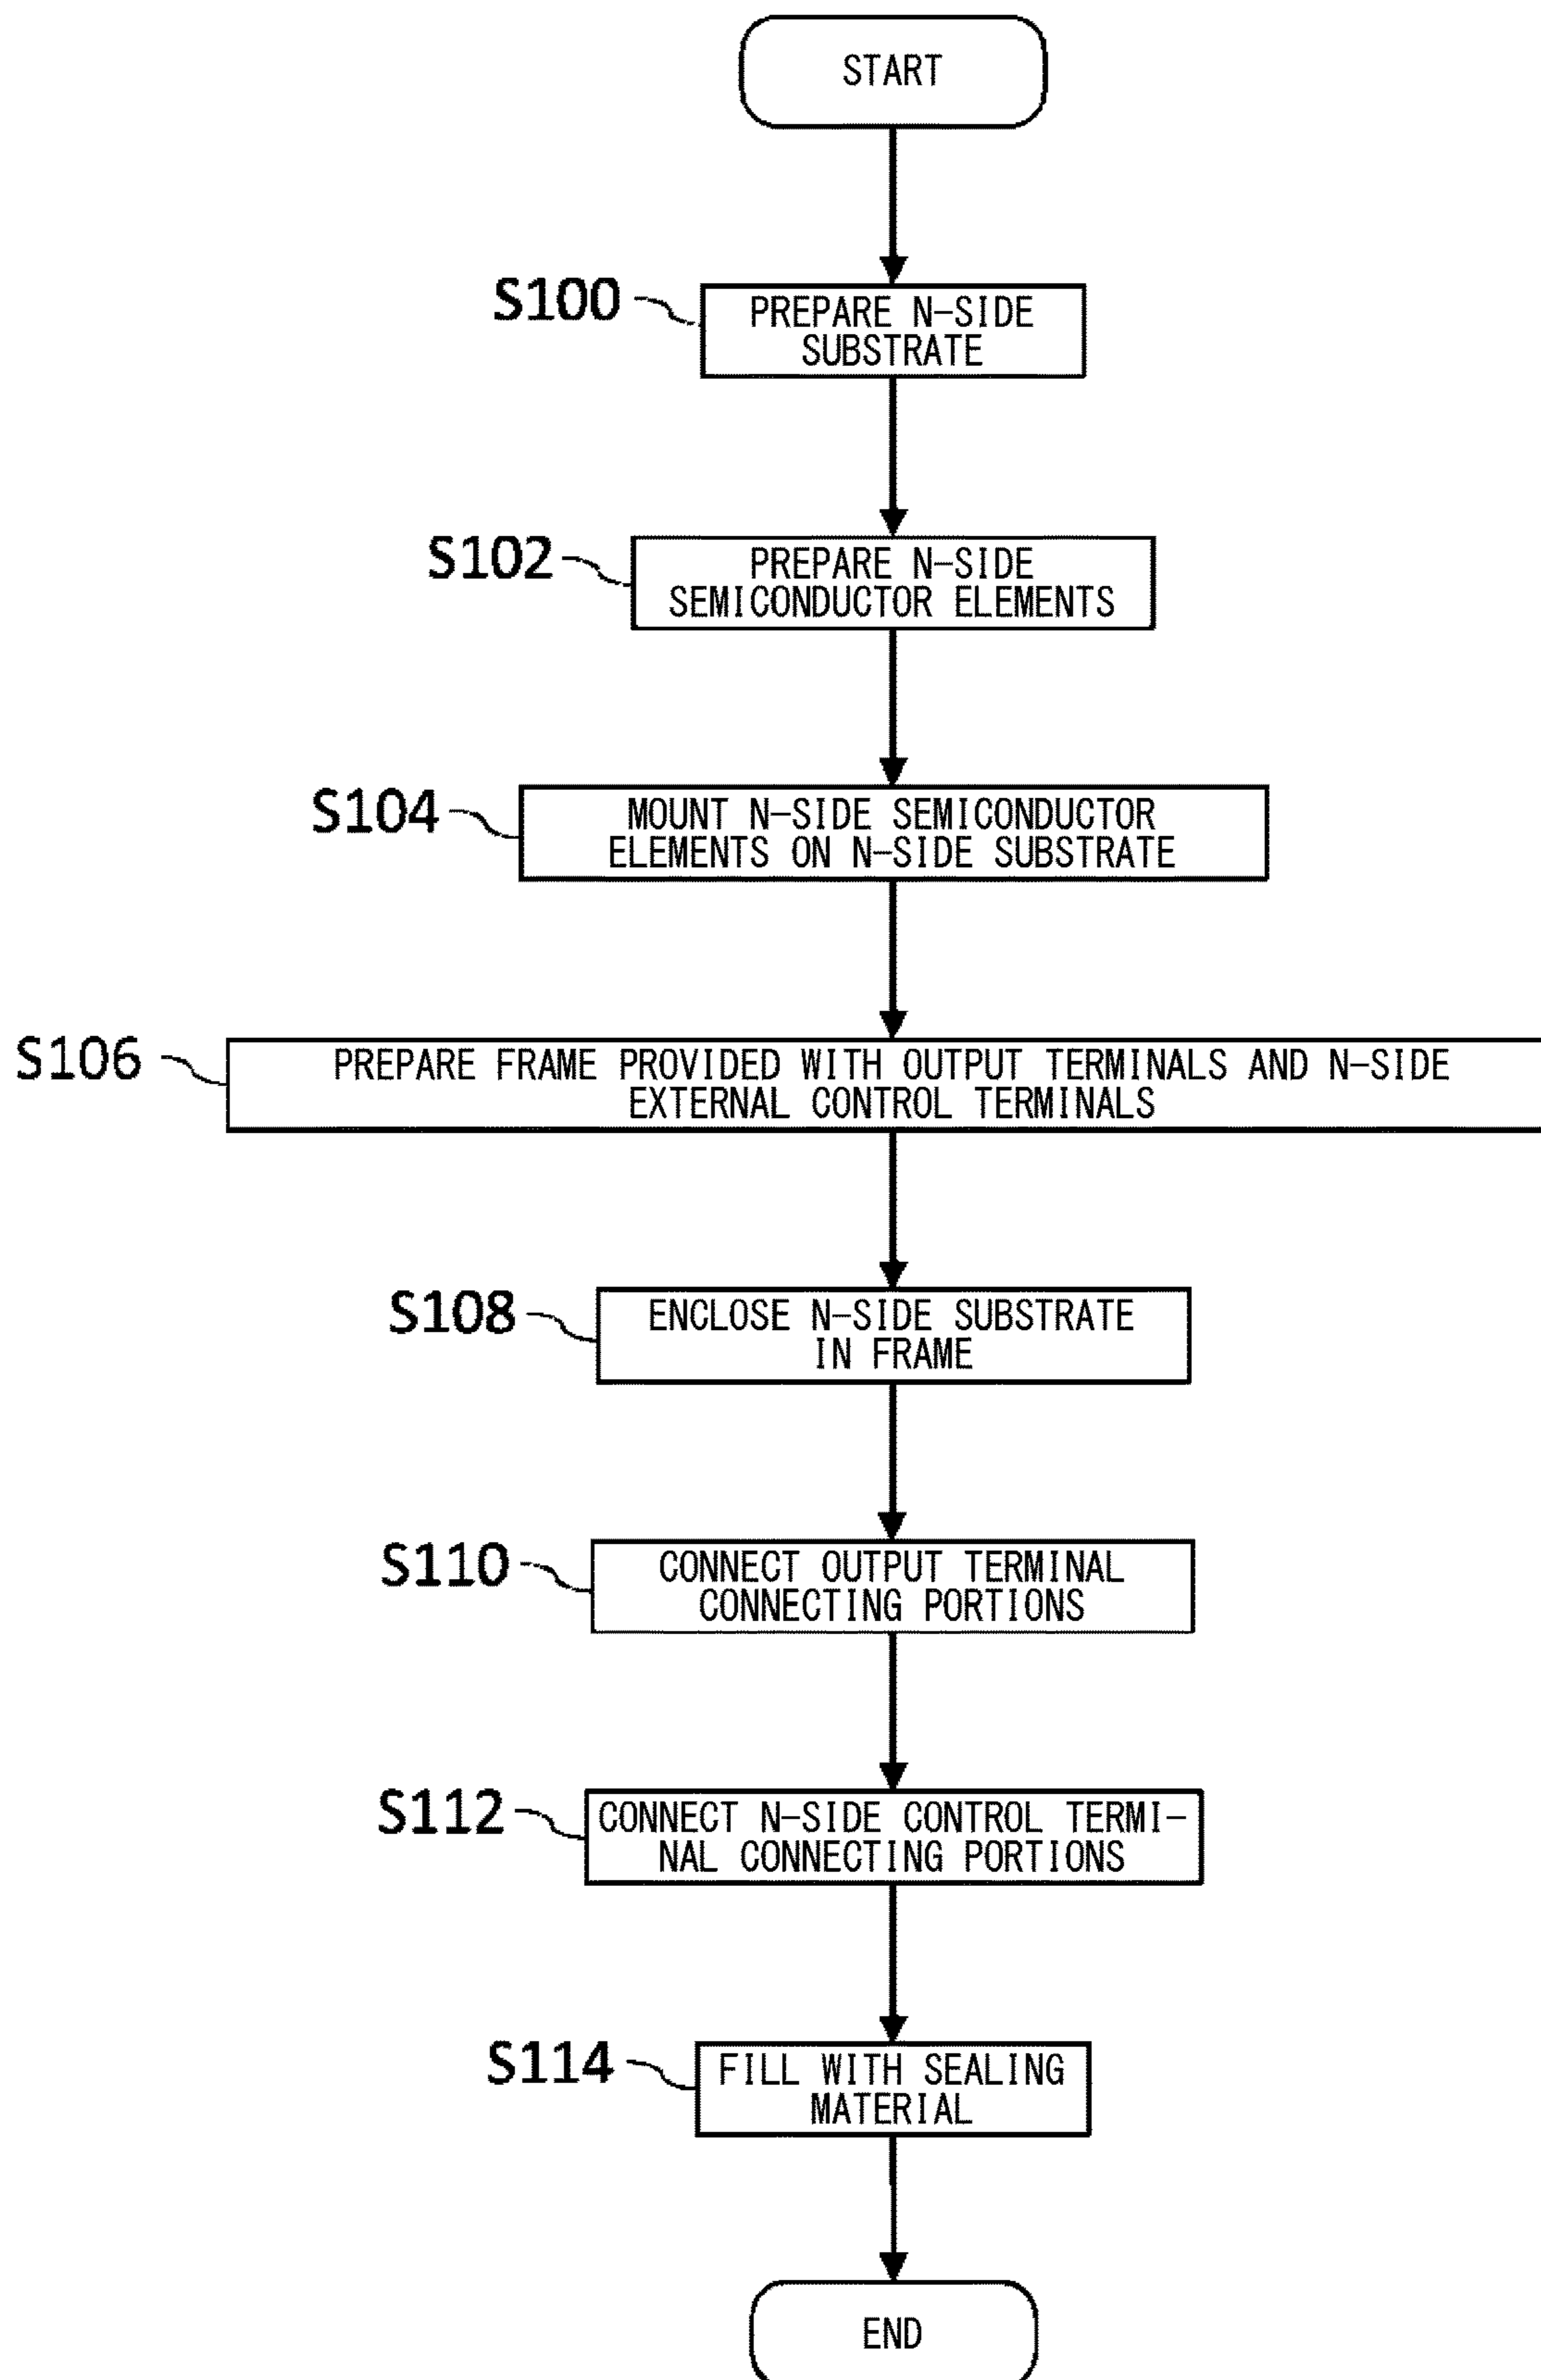 START
S100
PREPARE N-SIDE
SUBSTRATE
S102
PREPARE N-SIDE
SEMICONDUCTOR ELEMENTS
S104
MOUNT N-SIDE SEMICONDUCTOR
ELEMENTS ON N-SIDE SUBSTRATE
S106
PREPARE FRAME PROVIDED WITH OUTPUT TERMINALS AND N-SIDE
EXTERNAL CONTROL TERMINALS
S108
ENCLOSE N-SIDE SUBSTRATE
IN FRAME
S110
CONNECT OUTPUT TERMINAL
CONNECTING PORTIONS
S112
CONNECT N-SIDE CONTROL TERMI-
NAL CONNECTING PORTIONS
S114
FILL WITH SEALING
MATERIAL
END